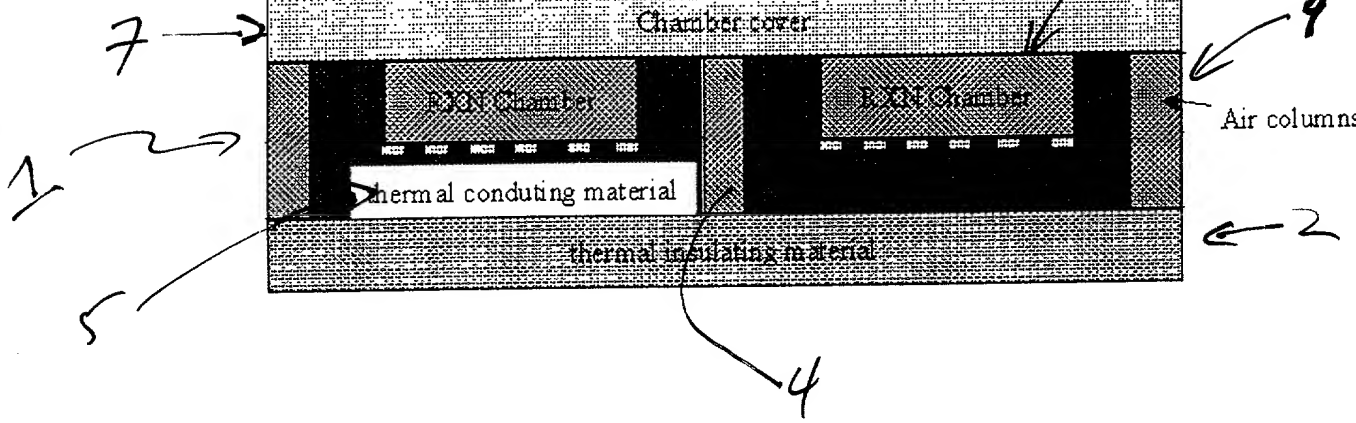 Chamber cover
7
9
RXN Chamber RXN Chamber
Air columns
1
thermal conduting material
thermal insulating material
2
5
4